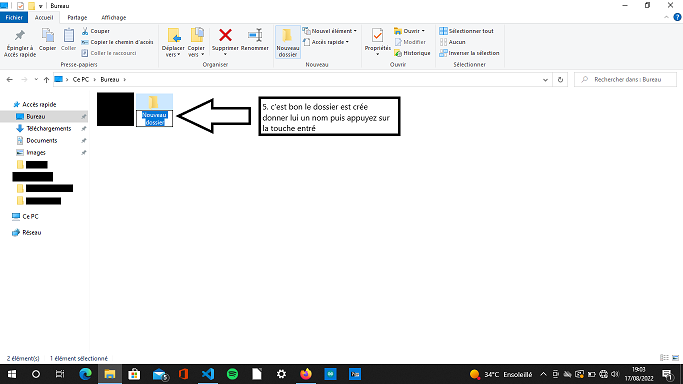 Bureau
Fichier Accueil Partage Affichage
Épingler à Accès rapide
Copier
Coller
Couper
Copier le chemin d'accès
Coller le raccourci
Presse-papiers
Déplacer vers
Copier vers
Supprimer
Renommer
Organiser
Nouveau dossier
Nouvel élément
Accès rapide
Nouveau
Propriétés
Ouvrir
Modifier
Historique
Ouvrir
Sélectionner tout
Aucun
Inverser la sélection
Sélectionner
Ce PC > Bureau >
Rechercher dans : Bureau
Accès rapide
Bureau
Téléchargements
Documents
Images
Ce PC
Réseau
Nouveau
dossier
5. c'est bon le dossier est crée
donner lui un nom puis appuyez sur
la touche entré
2 élément(s) 1 élément sélectionné
34°C Ensoleillé
19:03
17/08/2022